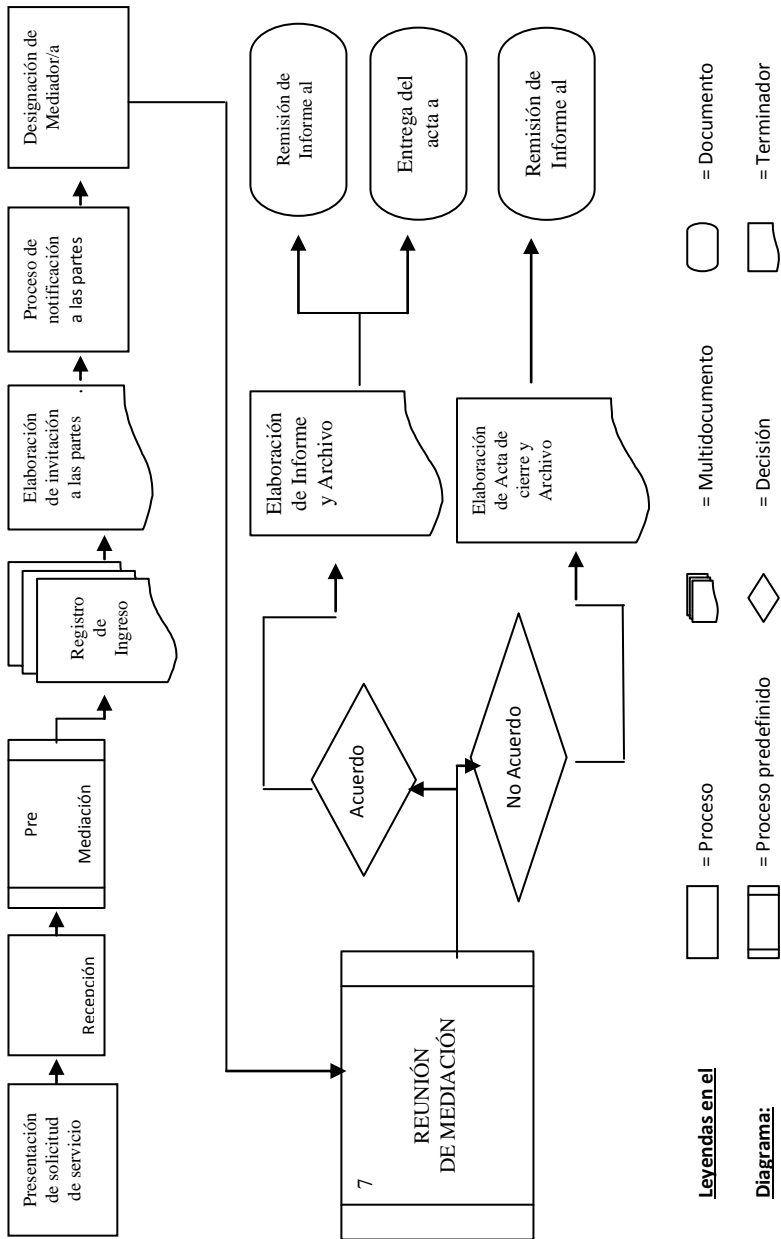 Presentación
de solicitud
de servicio
Recepción
Pre
Mediación
Registro
de
Ingreso
Elaboración
de invitación
a las partes
Proceso de
notificación
a las partes
Designación de
Mediador/a
7
REUNIÓN
DE MEDIACIÓN
Acuerdo
No Acuerdo
Elaboración
de Informe
y Archivo
Elaboración
de Acta de
cierre y
Archivo
Remisión de
Informe al
Entrega del
acta a
Remisión de
Informe al
Leyendas en el
Diagrama:
= Proceso
= Multidocumento
= Documento
= Proceso predefinido
= Decisión
= Terminador